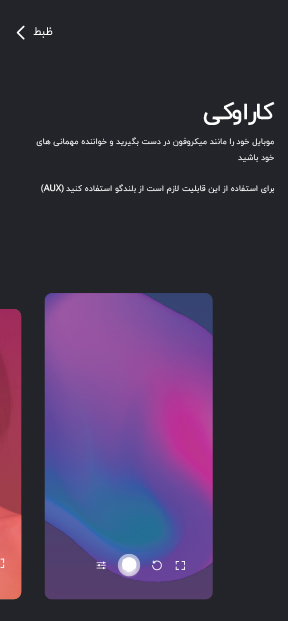 ظبط
کاراوکی
موبایل خود را مانند میکروفون در دست بگیرید و خواننده مهمانی های
خود باشید
برای استفاده از این قابلیت لازم است از بلندگو استفاده کنید (AUX)